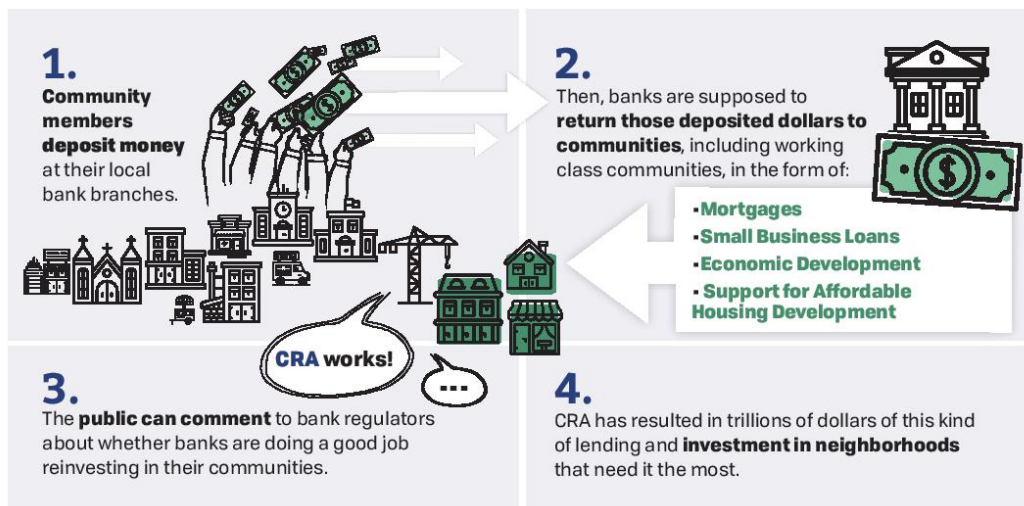 1.
Community
members
deposit money
at their local
bank branches.
2.
Then, banks are supposed to
return those deposited dollars to
communities, including working
class communities, in the form of:
▪Mortgages
▪Small Business Loans
▪Economic Development
▪ Support for Affordable
Housing Development
CRA works!
...
3.
The public can comment to bank regulators
about whether banks are doing a good job
reinvesting in their communities.
4.
CRA has resulted in trillions of dollars of this kind
of lending and investment in neighborhoods
that need it the most.